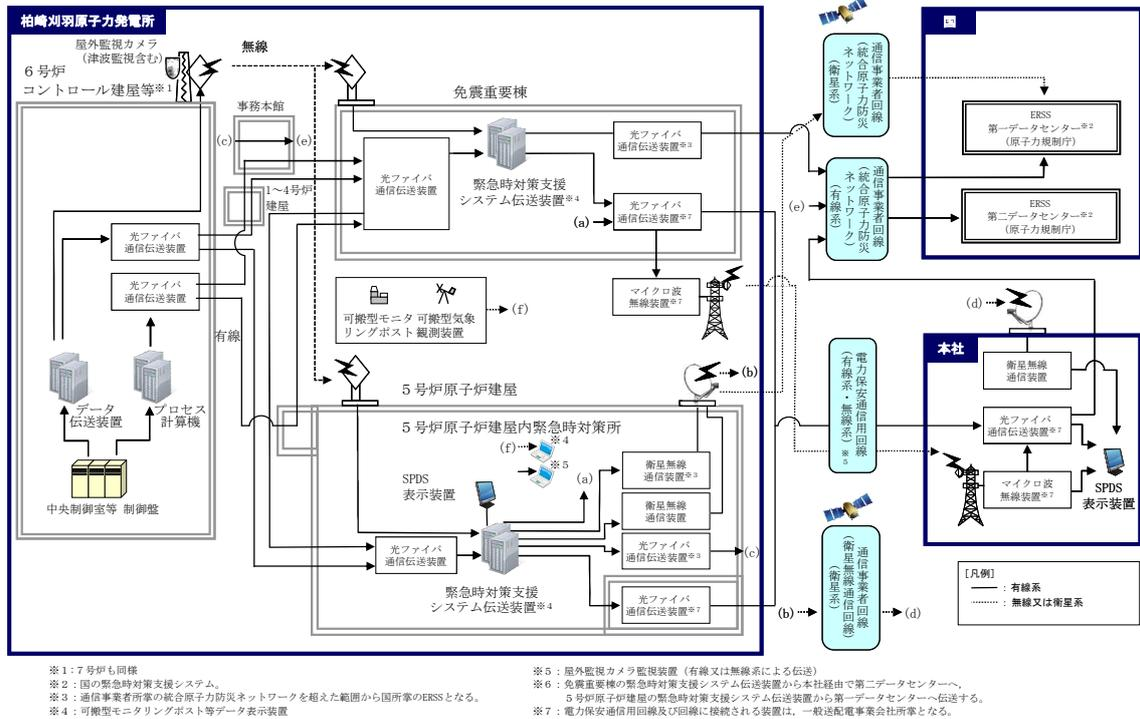 柏崎刈羽原子力発電所
屋外監視カメラ
(津波監視含む)
6号炉
コントロール建屋等※1
無線
事務本館
(c)
(e)
1～4号炉
建屋
光ファイバ
通信伝送装置
光ファイバ
通信伝送装置
有線
データ
伝送装置
プロセス
計算機
中央制御室等 制御盤
免震重要棟
光ファイバ
通信伝送装置
緊急時対策支援
システム伝送装置※4
光ファイバ
通信伝送装置※3
光ファイバ
通信伝送装置※7
(a)
マイクロ波
無線装置※7
可搬型モニタ
リングポスト
可搬型気象
観測装置
(f)
5号炉原子炉建屋
(b)
5号炉原子炉建屋内緊急時対策所
(f)
※4
※5
SPDS
表示装置
(a)
衛星無線
通信装置※3
衛星無線
通信装置
光ファイバ
通信伝送装置
光ファイバ
通信伝送装置※3
(c)
緊急時対策支援
システム伝送装置※4
光ファイバ
通信伝送装置※7
通信事業者回線
(統合原子力防災
ネットワーク)
(衛星系)
(e)
通信事業者回線
(統合原子力防災
ネットワーク)
(有線系)
電力保安通信用回線
(有線系・無線系)※5
(b)
通信事業者回線
(衛星無線通信回線)
(衛星系)
(d)
国
ERSS
第一データセンター※2
(原子力規制庁)
ERSS
第二データセンター※2
(原子力規制庁)
(d)
本社
衛星無線
通信装置
光ファイバ
通信伝送装置※7
マイクロ波
無線装置※7
SPDS
表示装置
[凡例]
：有線系
：無線又は衛星系
※1：7号炉も同様
※2：国の緊急時対策支援システム。
※3：通信事業者所掌の統合原子力防災ネットワークを超えた範囲から国所掌のERSSとなる。
※4：可搬型モニタリングポスト等データ表示装置
※5：屋外監視カメラ監視装置（有線又は無線系による伝送）
※6：免震重要棟の緊急時対策支援システム伝送装置から本社経由で第二データセンターへ，
5号炉原子炉建屋の緊急時対策支援システム伝送装置から第一データセンターへ伝送する。
※7：電力保安通信用回線及び回線に接続される装置は，一般送配電事業会社所掌となる。